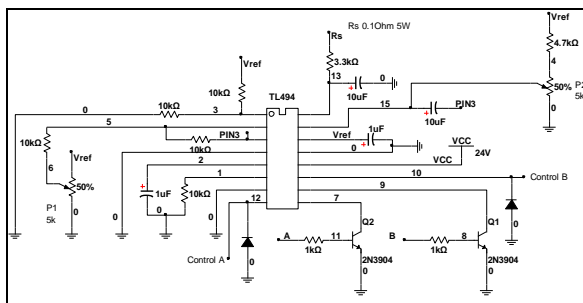 Rs 0.1Ohm 5W
Rs
Vref
4.7kΩ
3.3kΩ
4
Vref
13
0
10kΩ
TL494
10uF
50%
P2
5k
0
10kΩ
3
15
PIN3
0
5
10uF
10kΩ
PIN3
Vref
1uF
10kΩ
0
VCC
6
Vref
2
VCC
24V
50%
1uF
1
10
10kΩ
9
Control B
P1
5k
0
0
0
0
12
7
Q2
Q1
A
11
B
8
0
Control A
1kΩ
2N3904
1kΩ
2N3904
0
0
0